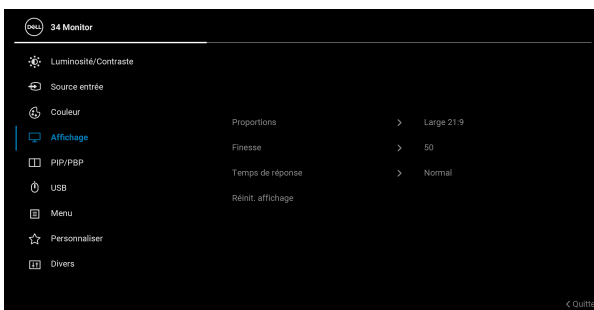 DELL 34 Monitor
Luminosité/Contraste
Source entrée
Couleur
Affichage
PIP/PBP
USB
Menu
Personnaliser
Divers
Proportions > Large 21:9
Finesse > 50
Temps de réponse > Normal
Réinit. affichage
< Quitte